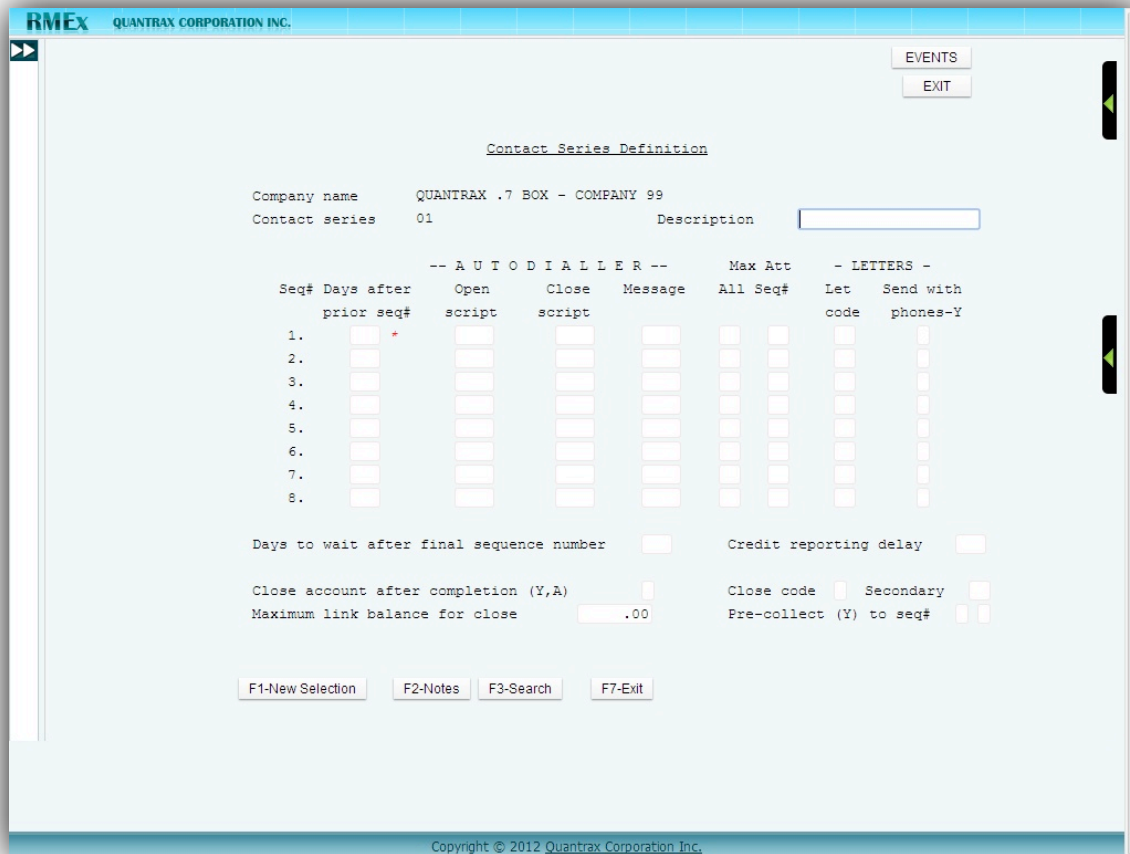 RMEx QUANTRAX CORPORATION INC.
EVENTS
EXIT
Contact Series Definition
Company name QUANTRAX .7 BOX - COMPANY 99
Contact series 01 Description
-- A U T O D I A L L E R -- Max Att - LETTERS -
Seq# Days after Open Close Message All Seq# Let Send with
prior seq# script script code phones-Y
1. *
2.
3.
4.
5.
6.
7.
8.
Days to wait after final sequence number Credit reporting delay
Close account after completion (Y,A) Close code Secondary
Maximum link balance for close .00 Pre-collect (Y) to seq#
F1-New Selection F2-Notes F3-Search F7-Exit
Copyright © 2012 Quantrax Corporation Inc.